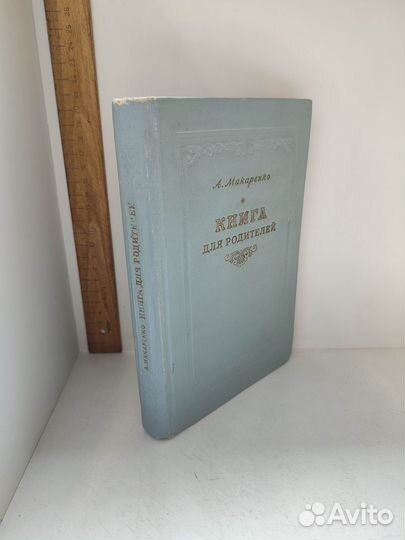 А. Макаренко
КНИГА
ДЛЯ РОДИТЕЛЕЙ
А. МАКАРЕНКО КНИГА ДЛЯ РОДИТЕЛЕЙ
Avito